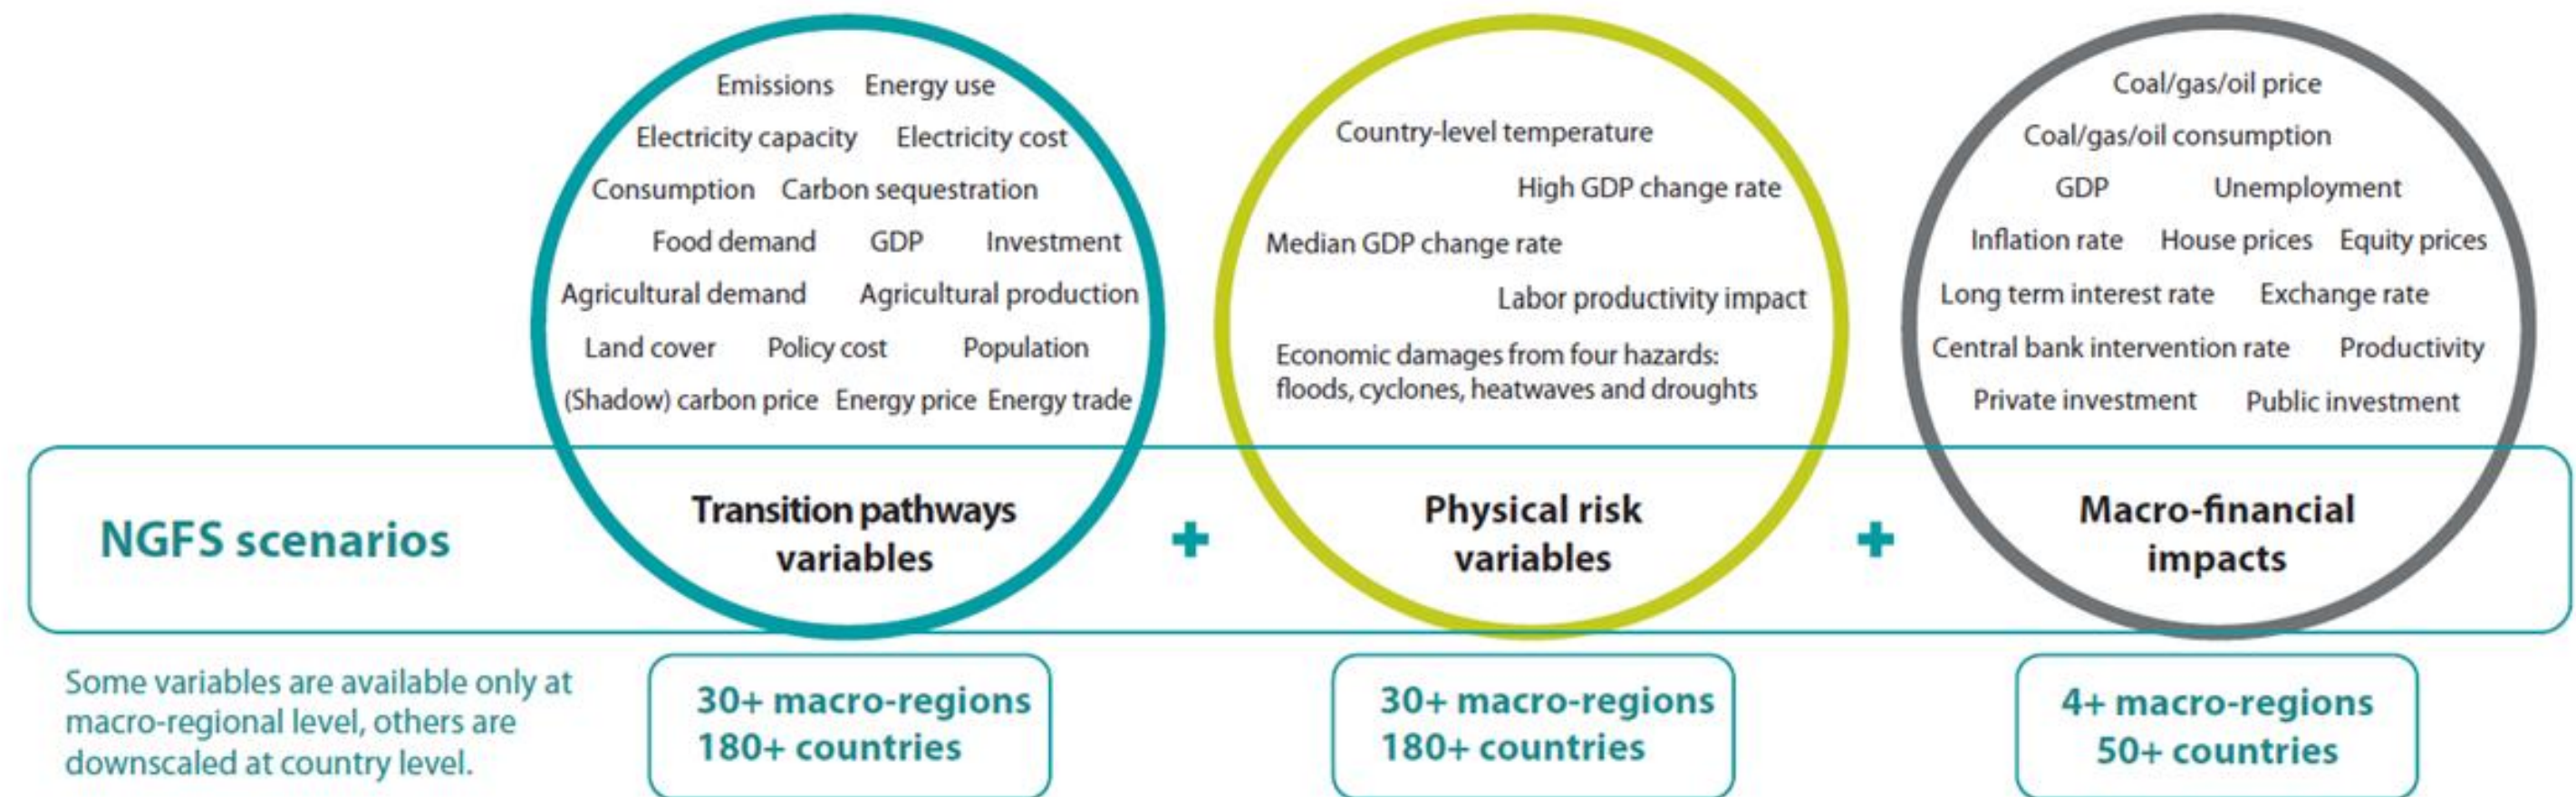 Emissions Energy use
Electricity capacity Electricity cost
Consumption Carbon sequestration
Food demand GDP Investment
Agricultural demand Agricultural production
Land cover Policy cost Population
(Shadow) carbon price Energy price Energy trade
Country-level temperature
High GDP change rate
Median GDP change rate
Labor productivity impact
Economic damages from four hazards:
floods, cyclones, heatwaves and droughts
Coal/gas/oil price
Coal/gas/oil consumption
GDP Unemployment
Inflation rate House prices Equity prices
Long term interest rate Exchange rate
Central bank intervention rate Productivity
Private investment Public investment
NGFS scenarios
Transition pathways
variables
+
Physical risk
variables
+
Macro-financial
impacts
Some variables are available only at
macro-regional level, others are
downscaled at country level.
30+ macro-regions
180+ countries
30+ macro-regions
180+ countries
4+ macro-regions
50+ countries